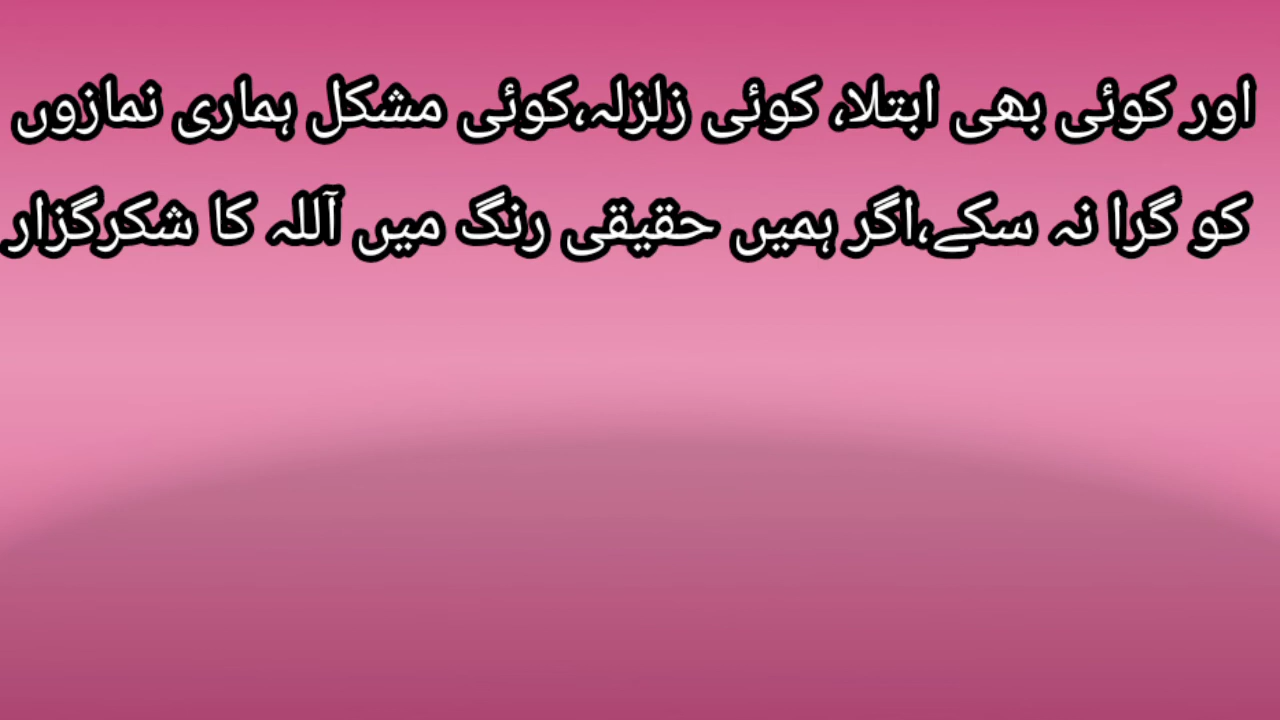 اور کوئی بھی ابتلا، کوئی زلزلہ،کوئی مشکل ہماری نمازوں
کو گرا نہ سکے،اگر ہمیں حقیقی رنگ میں آللہ کا شکرگزار